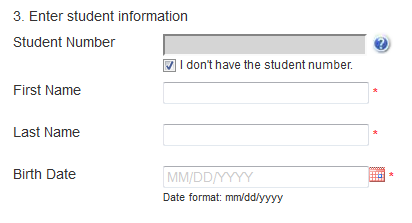 3. Enter student information
Student Number
?
I don't have the student number.
First Name
*
Last Name
*
Birth Date
MM/DD/YYYY
*
Date format: mm/dd/yyyy